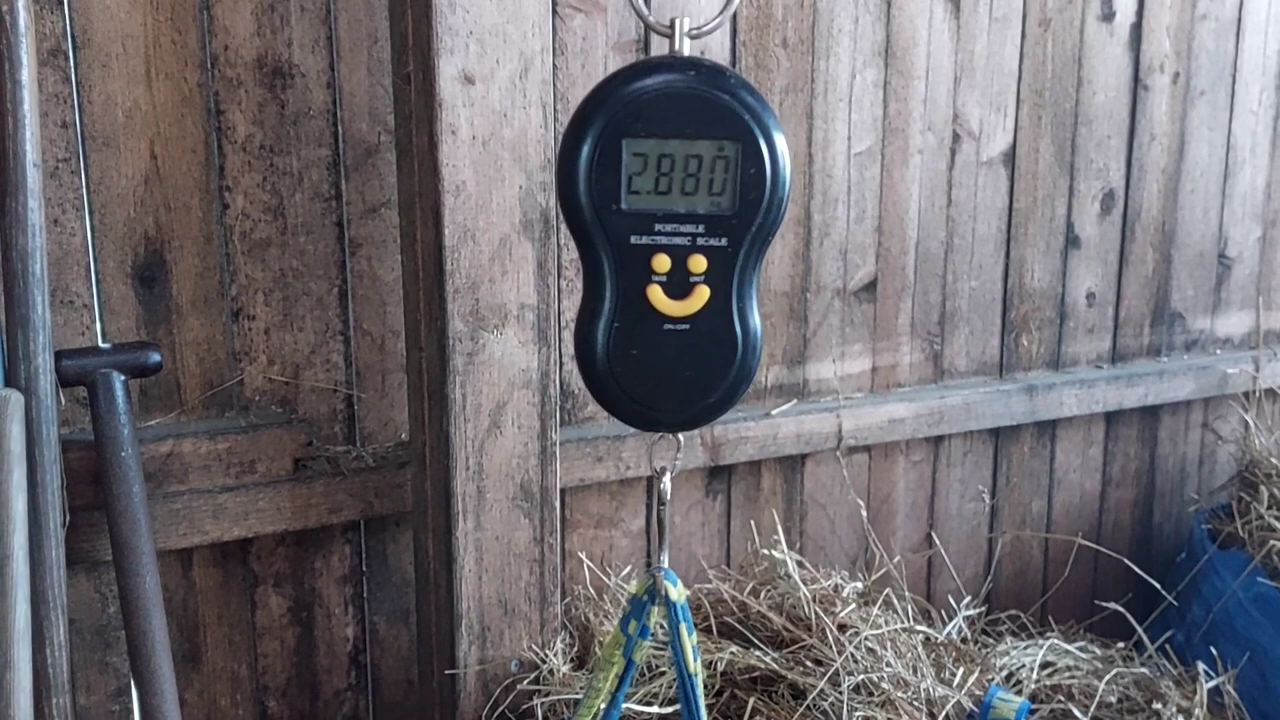 2.880
PORTABLE
ELECTRONIC SCALE
TARE UNIT
ON/OFF